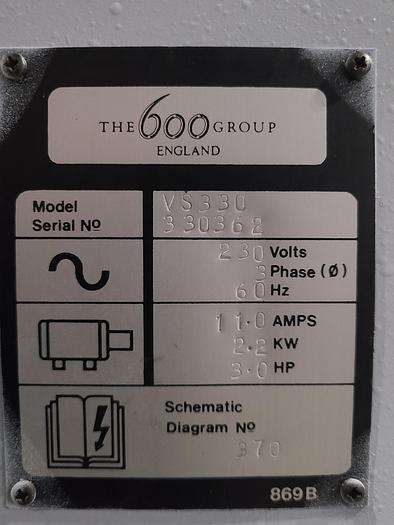 THE 600 GROUP
ENGLAND
Model VS330
Serial Nº 330362
230 Volts
3 Phase (Ø)
60 Hz
11.0 AMPS
2.2 KW
3.0 HP
Schematic
Diagram Nº
370
869B